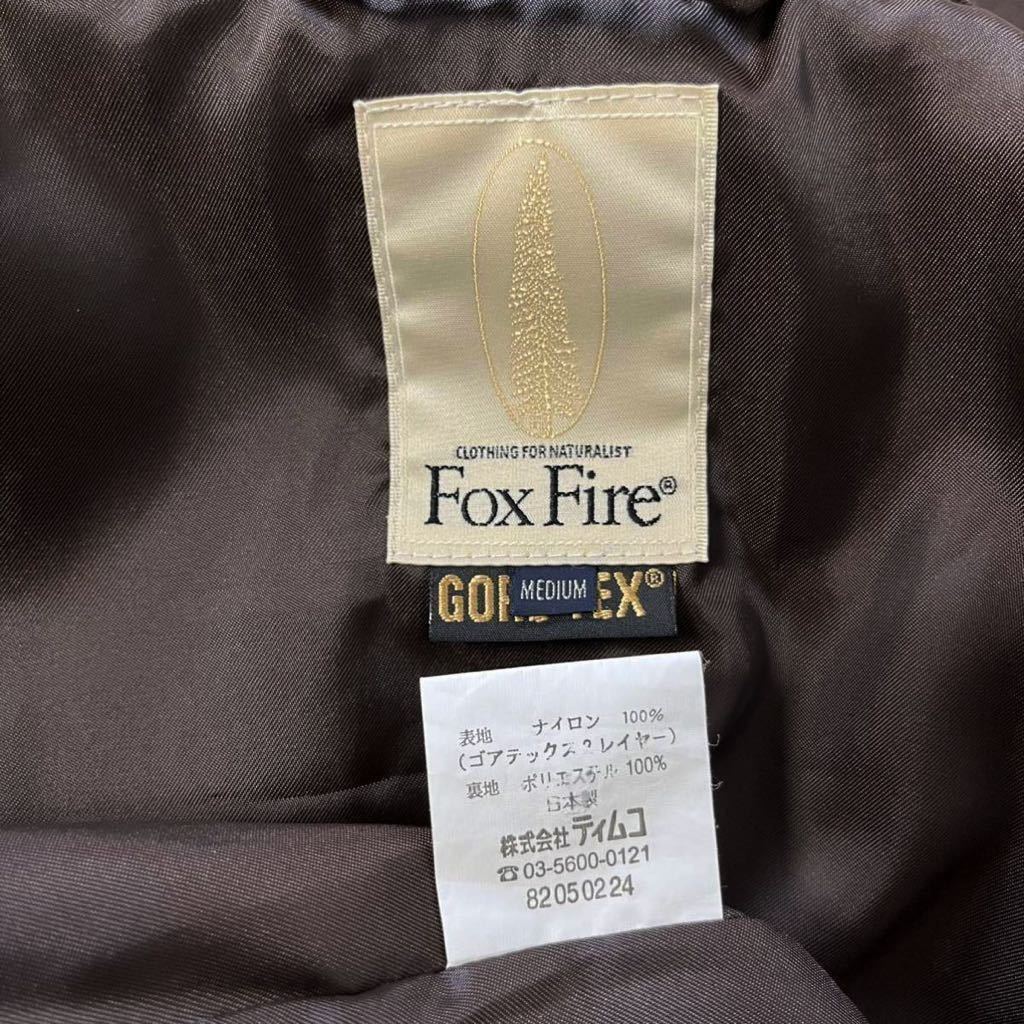 CLOTHING FOR NATURALIST
Fox Fire®
GORE-TEX®
MEDIUM
表地 ナイロン 100%
(ゴアテックス2レイヤー)
裏地 ポリエステル 100%
日本製
株式会社ティムコ
☎03-5600-0121
82050224